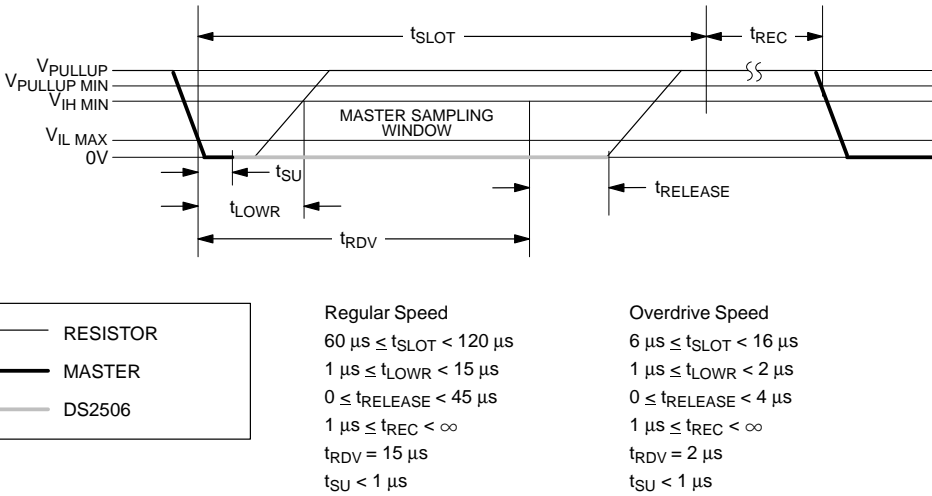 tSLOT
tREC
VPULLUP
VPULLUP MIN
VIH MIN
MASTER SAMPLING
WINDOW
VIL MAX
0V
tSU
tRELEASE
tLOWR
tRDV
RESISTOR
MASTER
DS2506
Regular Speed
60 µs ≤ tSLOT < 120 µs
1 µs ≤ tLOWR < 15 µs
0 ≤ tRELEASE < 45 µs
1 µs ≤ tREC < ∞
tRDV = 15 µs
tSU < 1 µs
Overdrive Speed
6 µs ≤ tSLOT < 16 µs
1 µs ≤ tLOWR < 2 µs
0 ≤ tRELEASE < 4 µs
1 µs ≤ tREC < ∞
tRDV = 2 µs
tSU < 1 µs